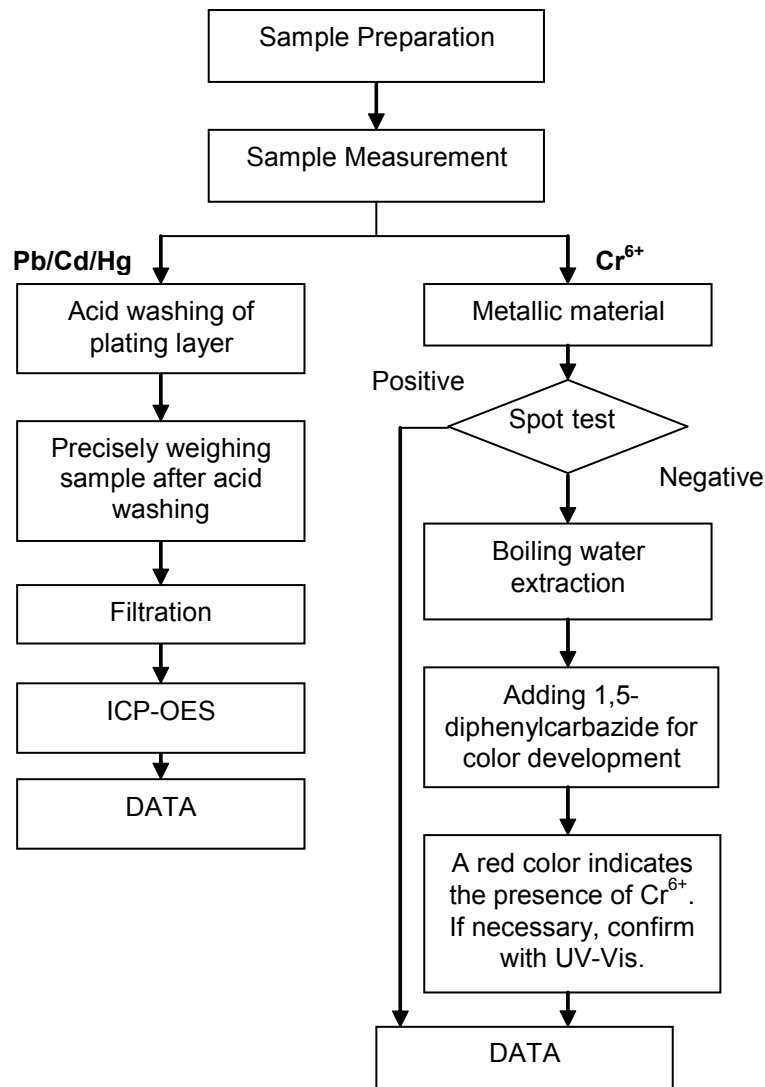 Sample Preparation
Sample Measurement
Pb/Cd/Hg
Acid washing of
plating layer
Precisely weighing
sample after acid
washing
Filtration
ICP-OES
DATA
Cr⁶⁺
Metallic material
Positive
Spot test
Negative
Boiling water
extraction
Adding 1,5-
diphenylcarbazide for
color development
A red color indicates
the presence of Cr⁶⁺.
If necessary, confirm
with UV-Vis.
DATA